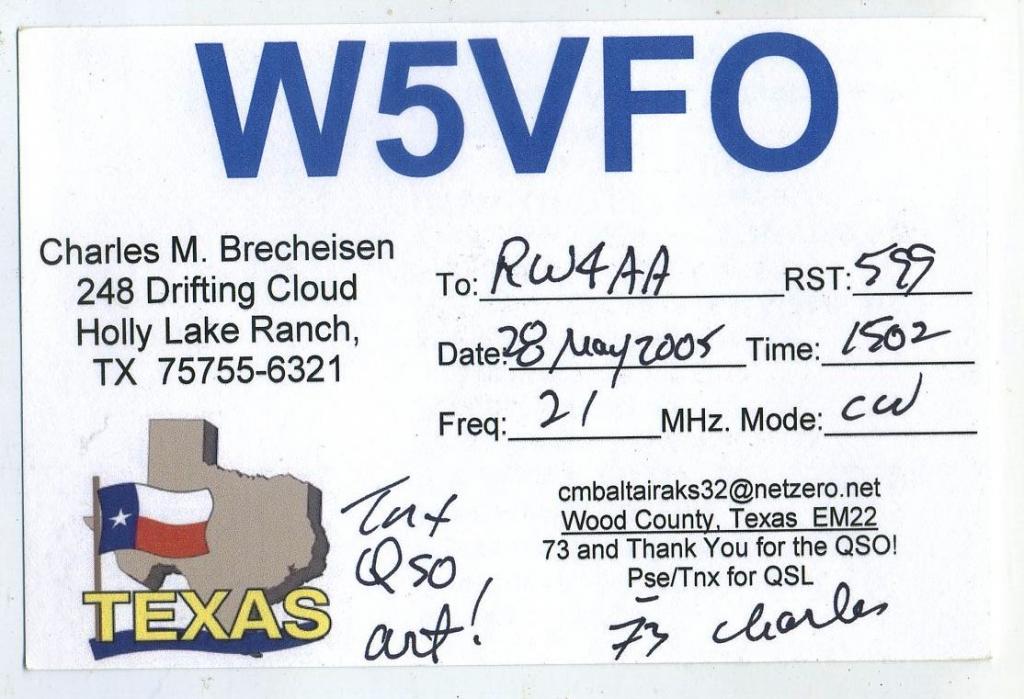 W5VFO
Charles M. Brecheisen
248 Drifting Cloud
Holly Lake Ranch,
TX 75755-6321
To: RW4AA RST: 599
Date: 28 May 2005 Time: 1502
Freq: 21 MHz. Mode: CW
TEXAS
Tnx
QSO
art!
cmbaltairaks32@netzero.net
Wood County, Texas EM22
73 and Thank You for the QSO!
Pse/Tnx for QSL
73 Charles